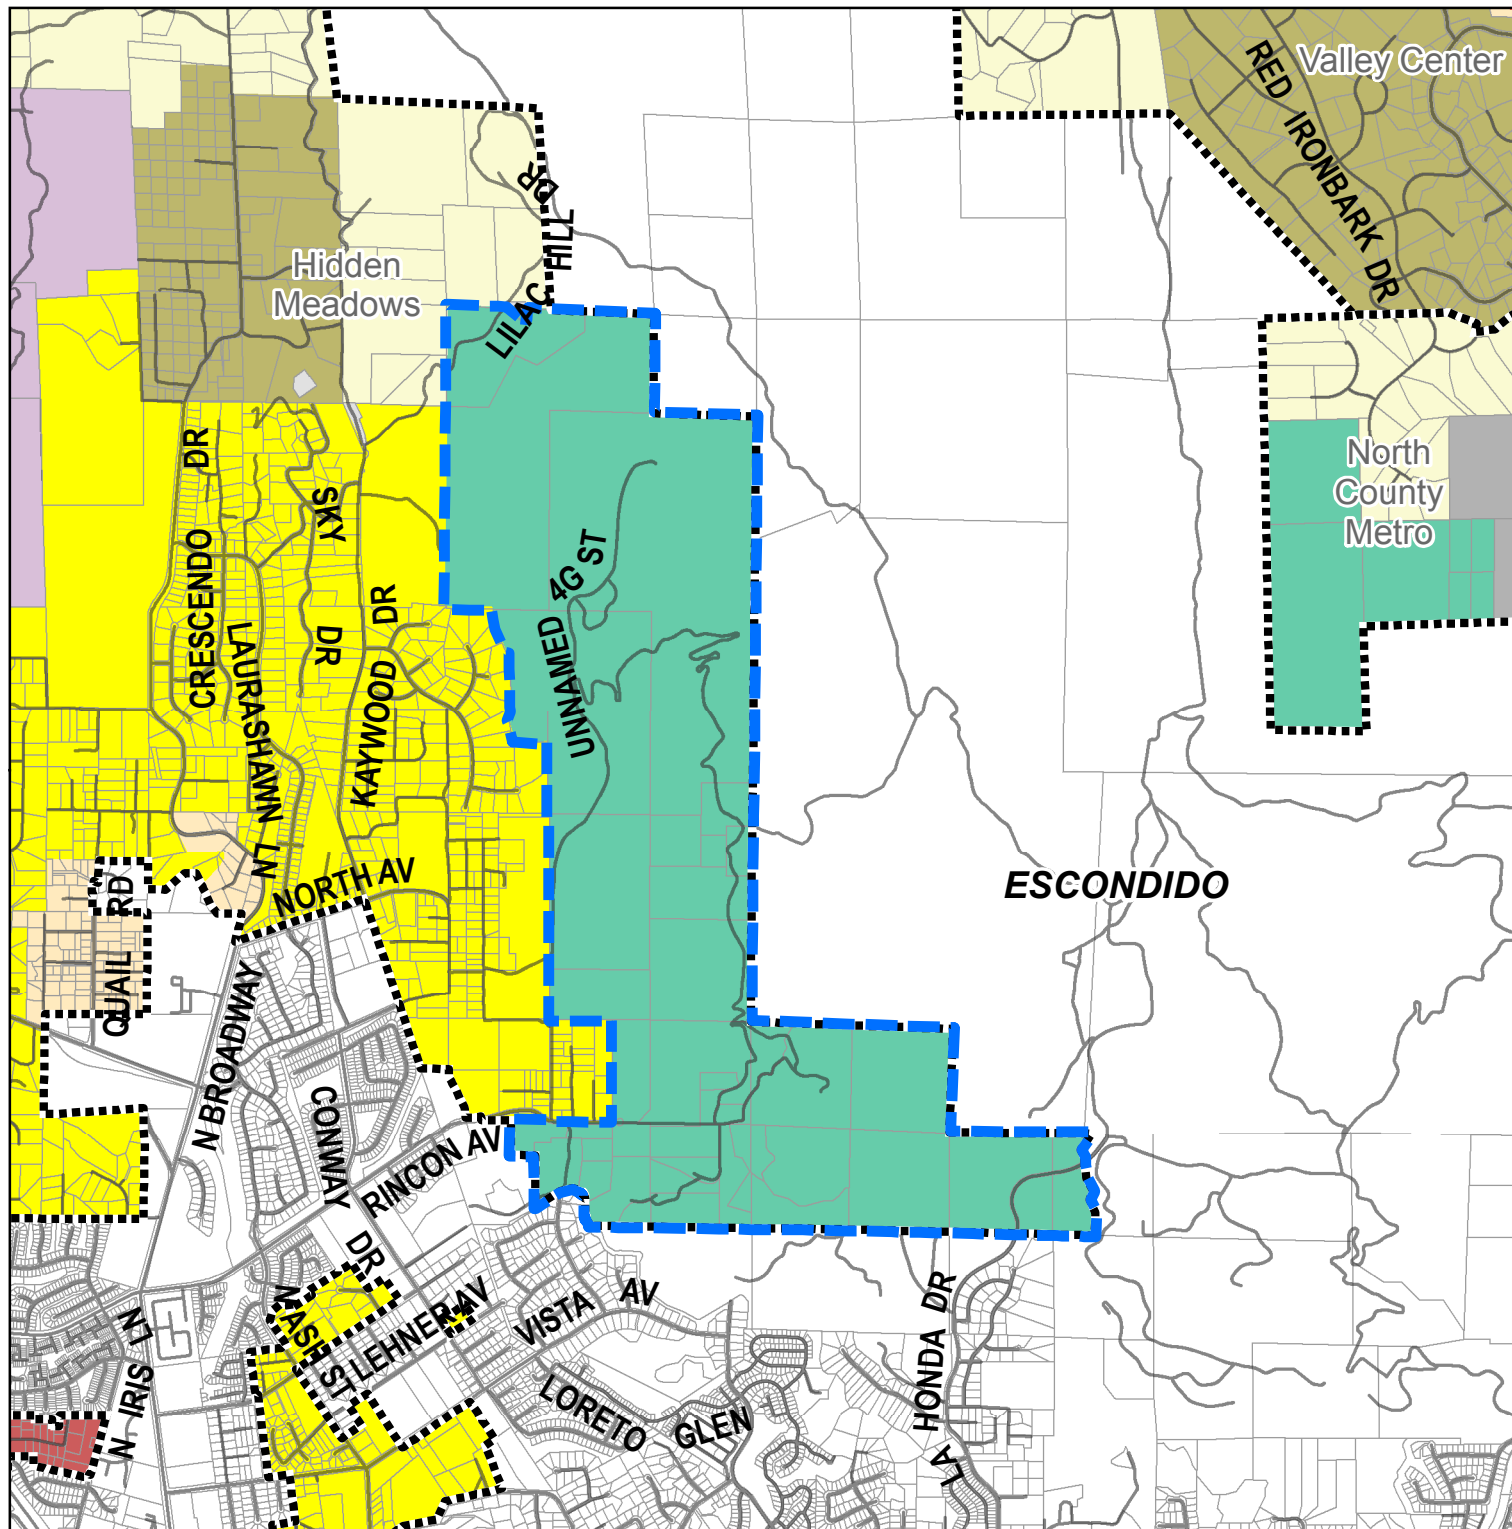 Valley Center
RED IRONBARK DR
LILAC HILL DR
Hidden
Meadows
CRESCENDO DR
SKY DR
North
County
Metro
UNNAMED 4G ST
LAURASHAWN LN
KAYWOOD DR
NORTH AV
QUAIL RD
ESCONDIDO
N BROADWAY
CONWAY DR
RINCON AV
N ASH ST
LEHNER AV
VISTA AV
N IRIS LN
LORETO GLEN
LA HONDA DR